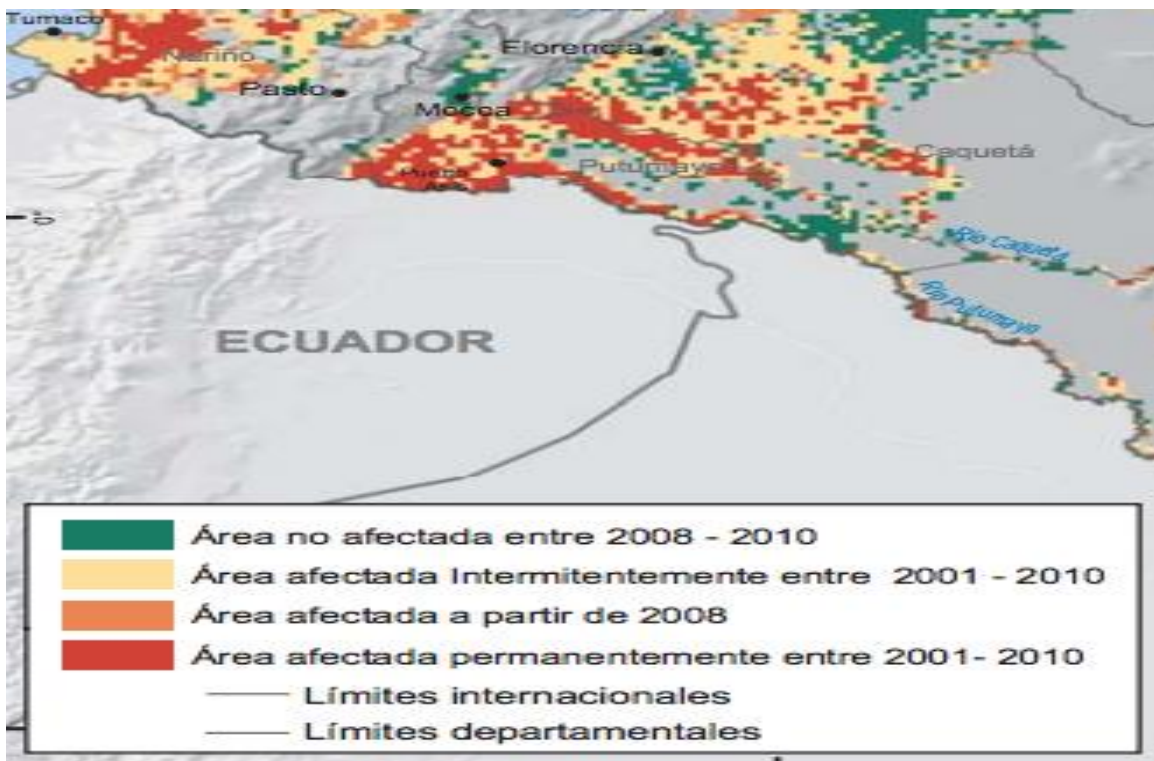 Tumaco
Nariño
Florencia
Pasto
Mocoa
Putumayo
Caquetá
Puerto
Asís
Río Caquetá
Río Putumayo
ECUADOR
Área no afectada entre 2008 - 2010
Área afectada Intermitentemente entre 2001 - 2010
Área afectada a partir de 2008
Área afectada permanentemente entre 2001- 2010
Límites internacionales
Límites departamentales